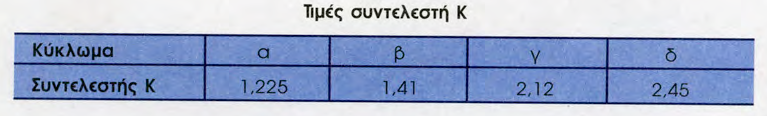 Τιμές συντελεστή Κ
Κύκλωμα α β γ δ
Συντελεστής Κ 1,225 1,41 2,12 2,45